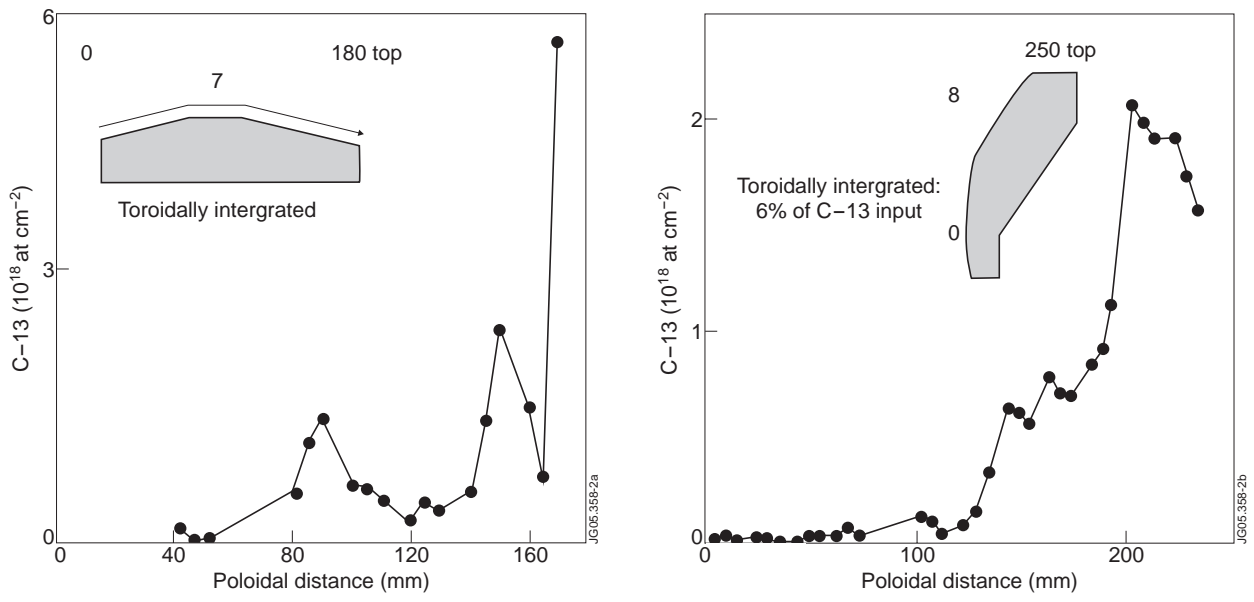 6
0
180 top
7
Toroidally intergrated
3
C−13 (10¹⁸ at cm⁻²)
0
0
40
80
120
160
Poloidal distance (mm)
JG05.358-2a
250 top
8
2
Toroidally intergrated:
6% of C−13 input
0
C−13 (10¹⁸ at cm⁻²)
1
0
0
100
200
Poloidal distance (mm)
JG05.358-2b